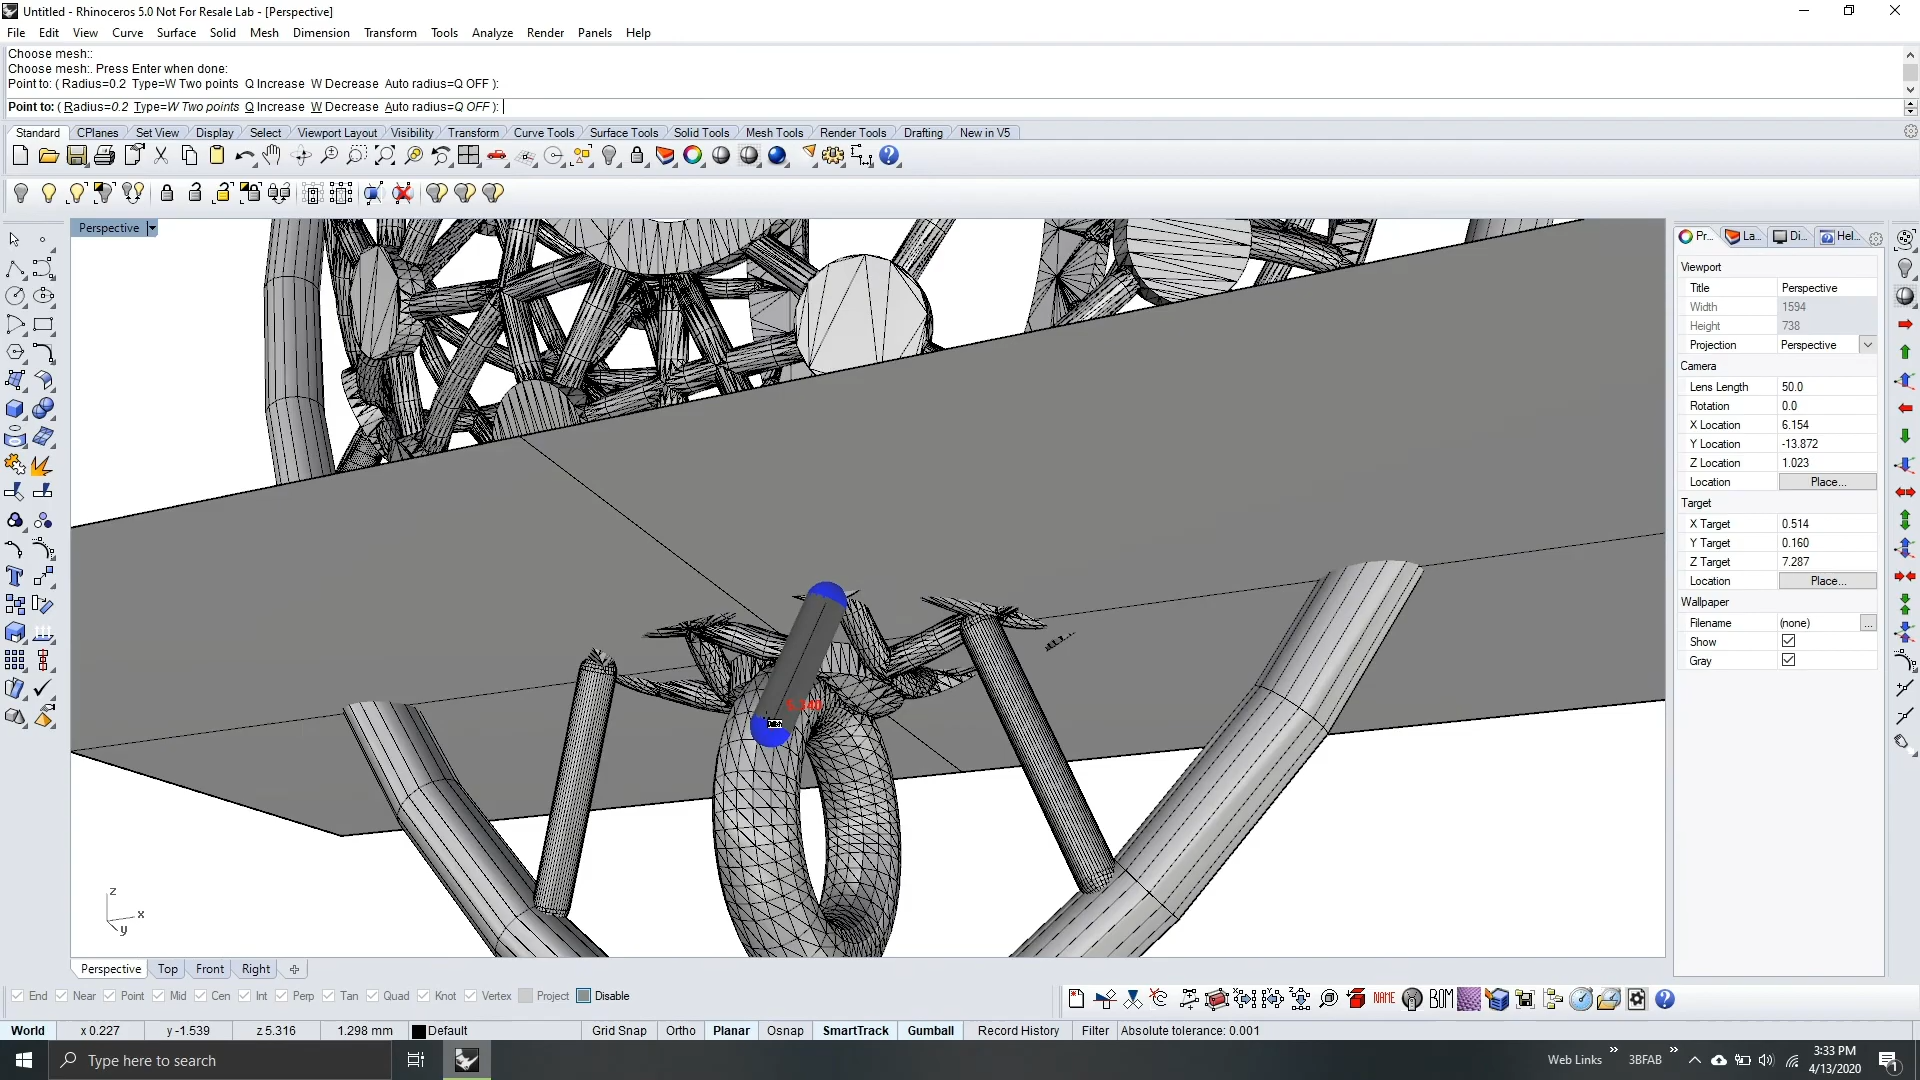 Untitled - Rhinoceros 5.0 Not For Resale Lab - [Perspective]
File Edit View Curve Surface Solid Mesh Dimension Transform Tools Analyze Render Panels Help
Choose mesh::
Choose mesh:. Press Enter when done:
Point to: ( Radius=0.2 Type=W Two points Q Increase W Decrease Auto radius=Q OFF ):
Point to: ( Radius=0.2 Type=W Two points Q Increase W Decrease Auto radius=Q OFF ):
Standard CPlanes Set View Display Select Viewport Layout Visibility Transform Curve Tools Surface Tools Solid Tools Mesh Tools Render Tools Drafting New in V5
Perspective
Pr... La... Di... Hel...
Viewport
Title Perspective
Width 1594
Height 738
Projection Perspective
Camera
Lens Length 50.0
Rotation 0.0
X Location 6.154
Y Location -13.872
Z Location 1.023
Location Place...
Target
X Target 0.514
Y Target 0.160
Z Target 7.287
Location Place...
Wallpaper
Filename (none) ...
Show
Gray
z
x
y
Perspective Top Front Right
End Near Point Mid Cen Int Perp Tan Quad Knot Vertex Project Disable
NAME BOM
World x 0.227 y -1.539 z 5.316 1.298 mm Default Grid Snap Ortho Planar Osnap SmartTrack Gumball Record History Filter Absolute tolerance: 0.001
Type here to search
Web Links » 3BFAB »
3:33 PM
4/13/2020
1